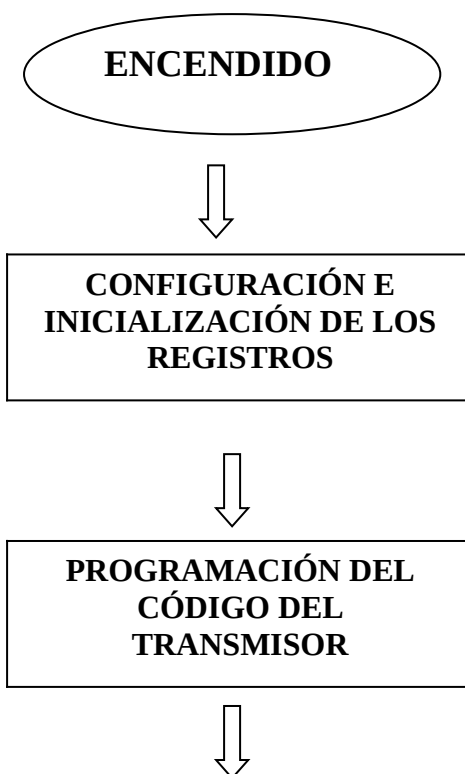 ENCENDIDO
CONFIGURACIÓN E
INICIALIZACIÓN DE LOS
REGISTROS
PROGRAMACIÓN DEL
CÓDIGO DEL
TRANSMISOR